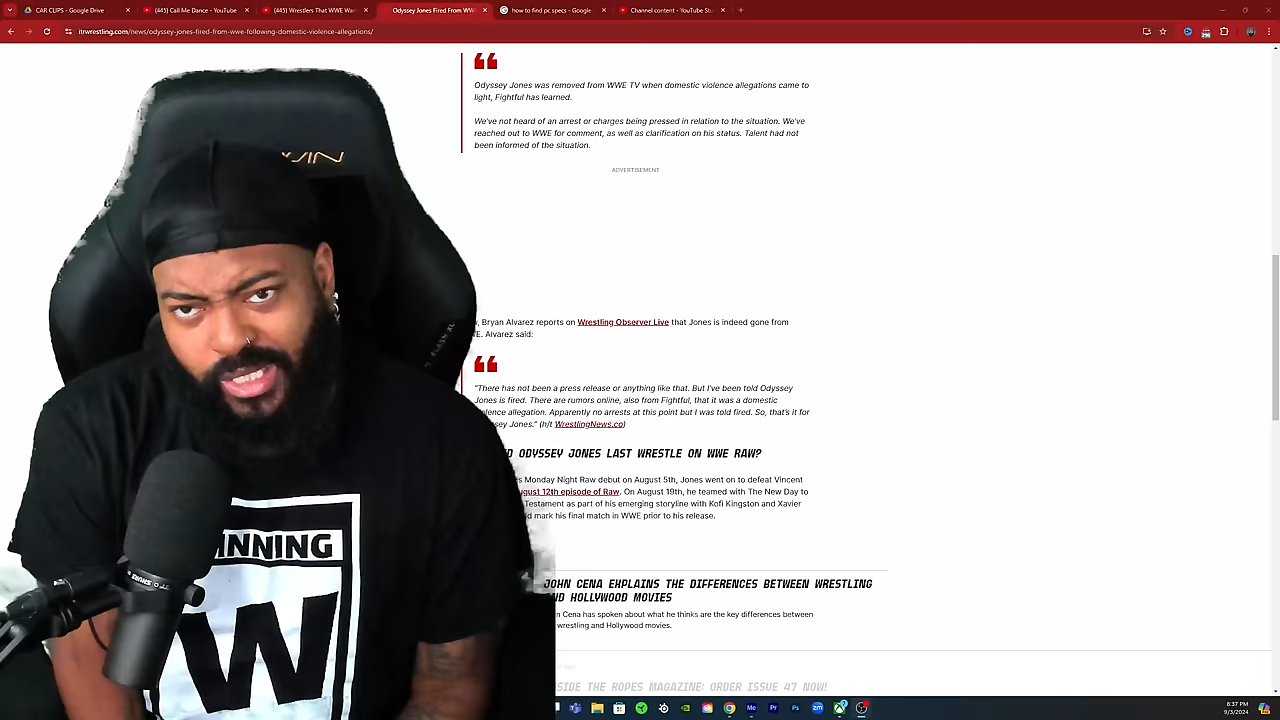 CAR CLIPS - Google Drive
(445) Call Me Dance - YouTube
(445) Wrestlers That WWE Wan
Odyssey Jones Fired From WW
how to find pc specs - Google
Channel content - YouTube Stu
itrwrestling.com/news/odyssey-jones-fired-from-wwe-following-domestic-violence-allegations/
Odyssey Jones was removed from WWE TV when domestic violence allegations came to
light, Fightful has learned.
We've not heard of an arrest or charges being pressed in relation to the situation. We've
reached out to WWE for comment, as well as clarification on his status. Talent had not
been informed of the situation.
ADVERTISEMENT
, Bryan Alvarez reports on Wrestling Observer Live that Jones is indeed gone from
E. Alvarez said:
"There has not been a press release or anything like that. But I've been told Odyssey
Jones is fired. There are rumors online, also from Fightful, that it was a domestic
olence allegation. Apparently no arrests at this point but I was told fired. So, that's it for
ssey Jones." (h/t WrestlingNews.co)
D ODYSSEY JONES LAST WRESTLE ON WWE RAW?
s Monday Night Raw debut on August 5th, Jones went on to defeat Vincent
ugust 12th episode of Raw. On August 19th, he teamed with The New Day to
Testament as part of his emerging storyline with Kofi Kingston and Xavier
d mark his final match in WWE prior to his release.
JOHN CENA EXPLAINS THE DIFFERENCES BETWEEN WRESTLING
ND HOLLYWOOD MOVIES
n Cena has spoken about what he thinks are the key differences between
wrestling and Hollywood movies.
SIDE THE ROPES MAGAZINE: ORDER ISSUE 47 NOW!
INNING
W
8:37 PM
9/3/2024